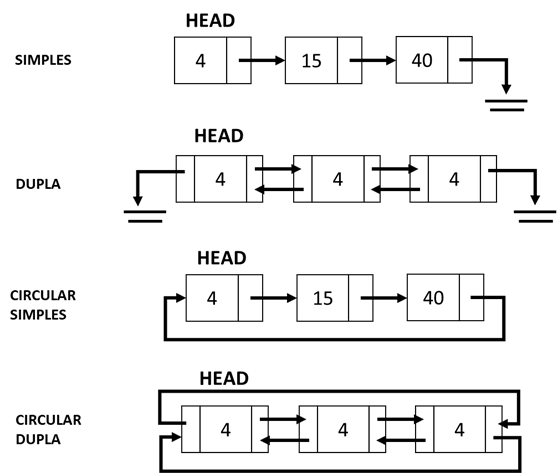 HEAD
SIMPLES
4 15 40
HEAD
DUPLA
4 4 4
HEAD
CIRCULAR
SIMPLES
4 15 40
HEAD
CIRCULAR
DUPLA
4 4 4